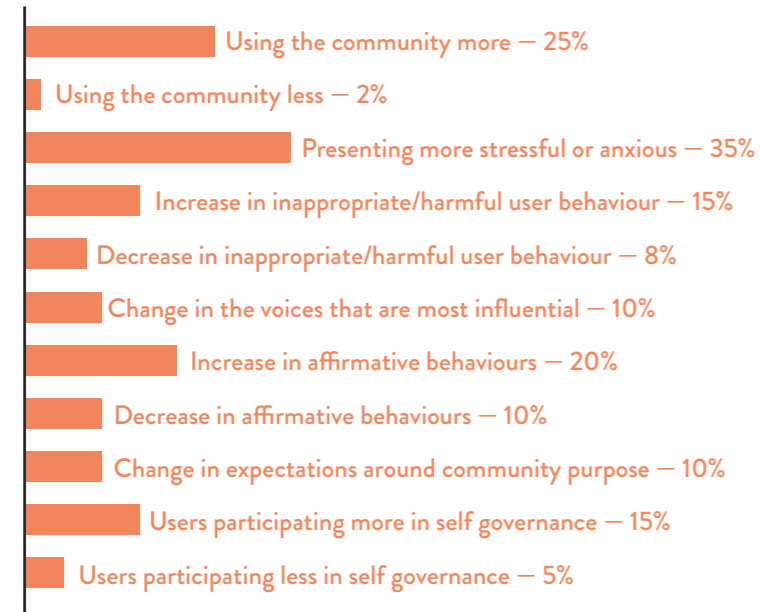 Using the community more — 25%
Using the community less — 2%
Presenting more stressful or anxious — 35%
Increase in inappropriate/harmful user behaviour — 15%
Decrease in inappropriate/harmful user behaviour — 8%
Change in the voices that are most influential — 10%
Increase in affirmative behaviours — 20%
Decrease in affirmative behaviours — 10%
Change in expectations around community purpose — 10%
Users participating more in self governance — 15%
Users participating less in self governance — 5%